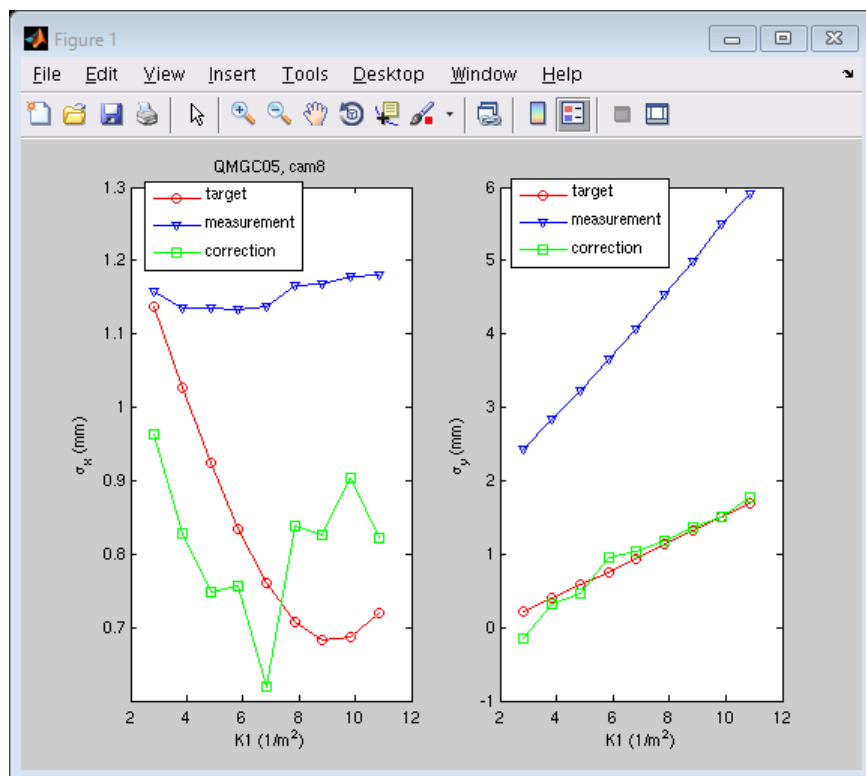 Figure 1
File Edit View Insert Tools Desktop Window Help
QMGC05, cam8
1.3
1.2
1.1
1
0.9
0.8
0.7
σx (mm)
target
measurement
correction
2 4 6 8 10 12
K1 (1/m²)
6
5
4
3
2
1
0
-1
σy (mm)
target
measurement
correction
2 4 6 8 10 12
K1 (1/m²)